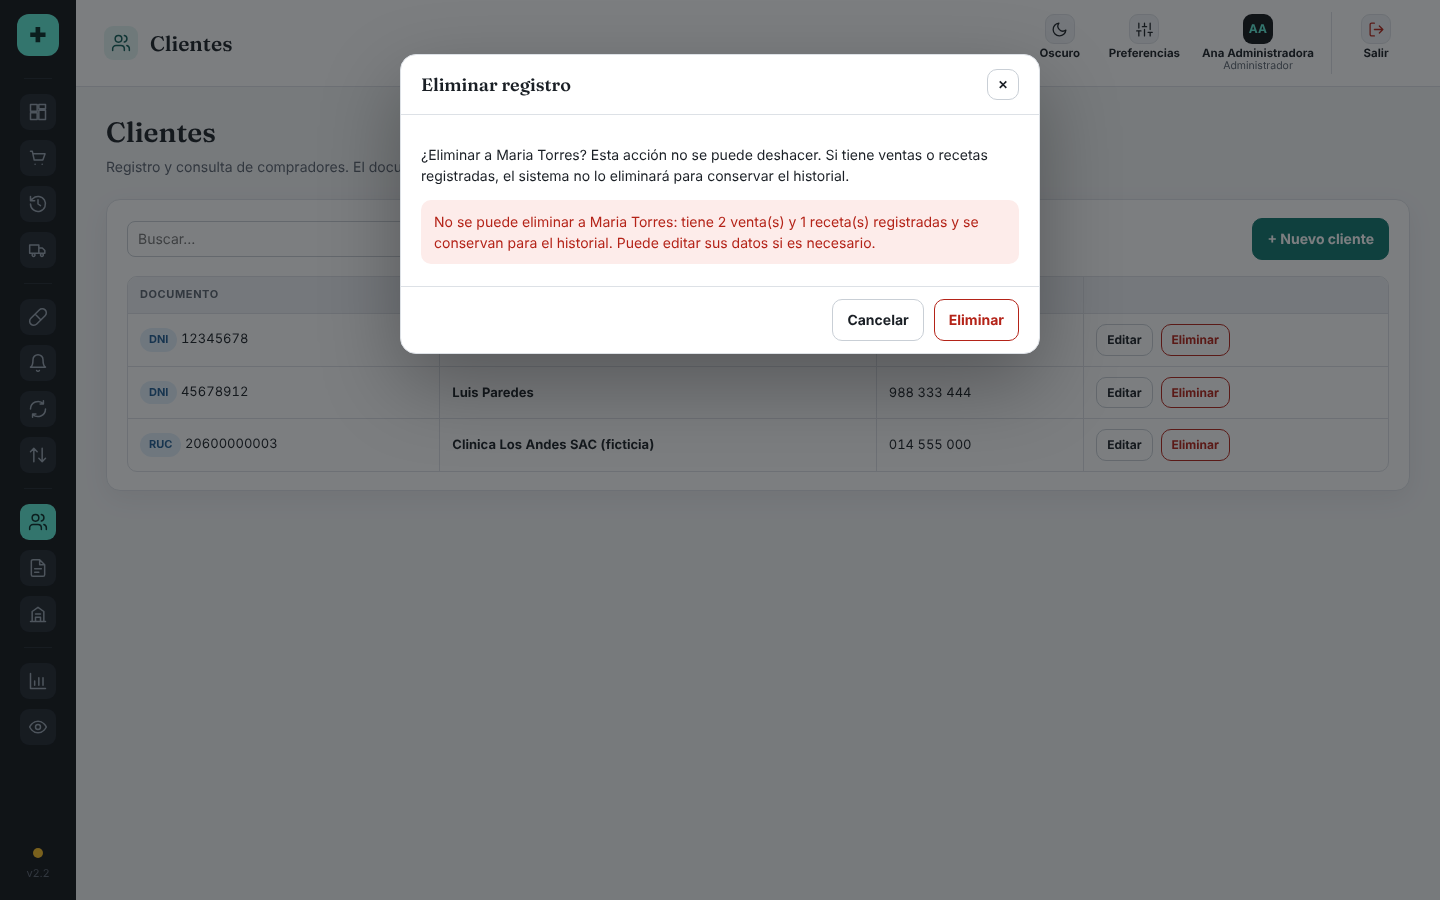 Clientes
Oscuro
Preferencias
AA
Ana Administradora
Administrador
Salir
Eliminar registro
×
¿Eliminar a Maria Torres? Esta acción no se puede deshacer. Si tiene ventas o recetas
registradas, el sistema no lo eliminará para conservar el historial.
No se puede eliminar a Maria Torres: tiene 2 venta(s) y 1 receta(s) registradas y se
conservan para el historial. Puede editar sus datos si es necesario.
Cancelar
Eliminar
Clientes
Registro y consulta de compradores. El docu
Buscar...
+ Nuevo cliente
DOCUMENTO
DNI 12345678 Editar Eliminar
DNI 45678912 Luis Paredes 988 333 444 Editar Eliminar
RUC 20600000003 Clinica Los Andes SAC (ficticia) 014 555 000 Editar Eliminar
v2.2